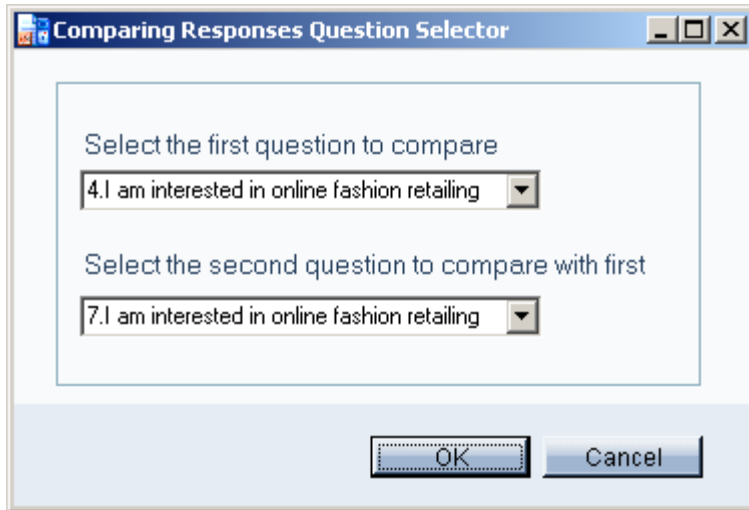 Comparing Responses Question Selector
Select the first question to compare
4.I am interested in online fashion retailing
Select the second question to compare with first
7.I am interested in online fashion retailing
OK
Cancel